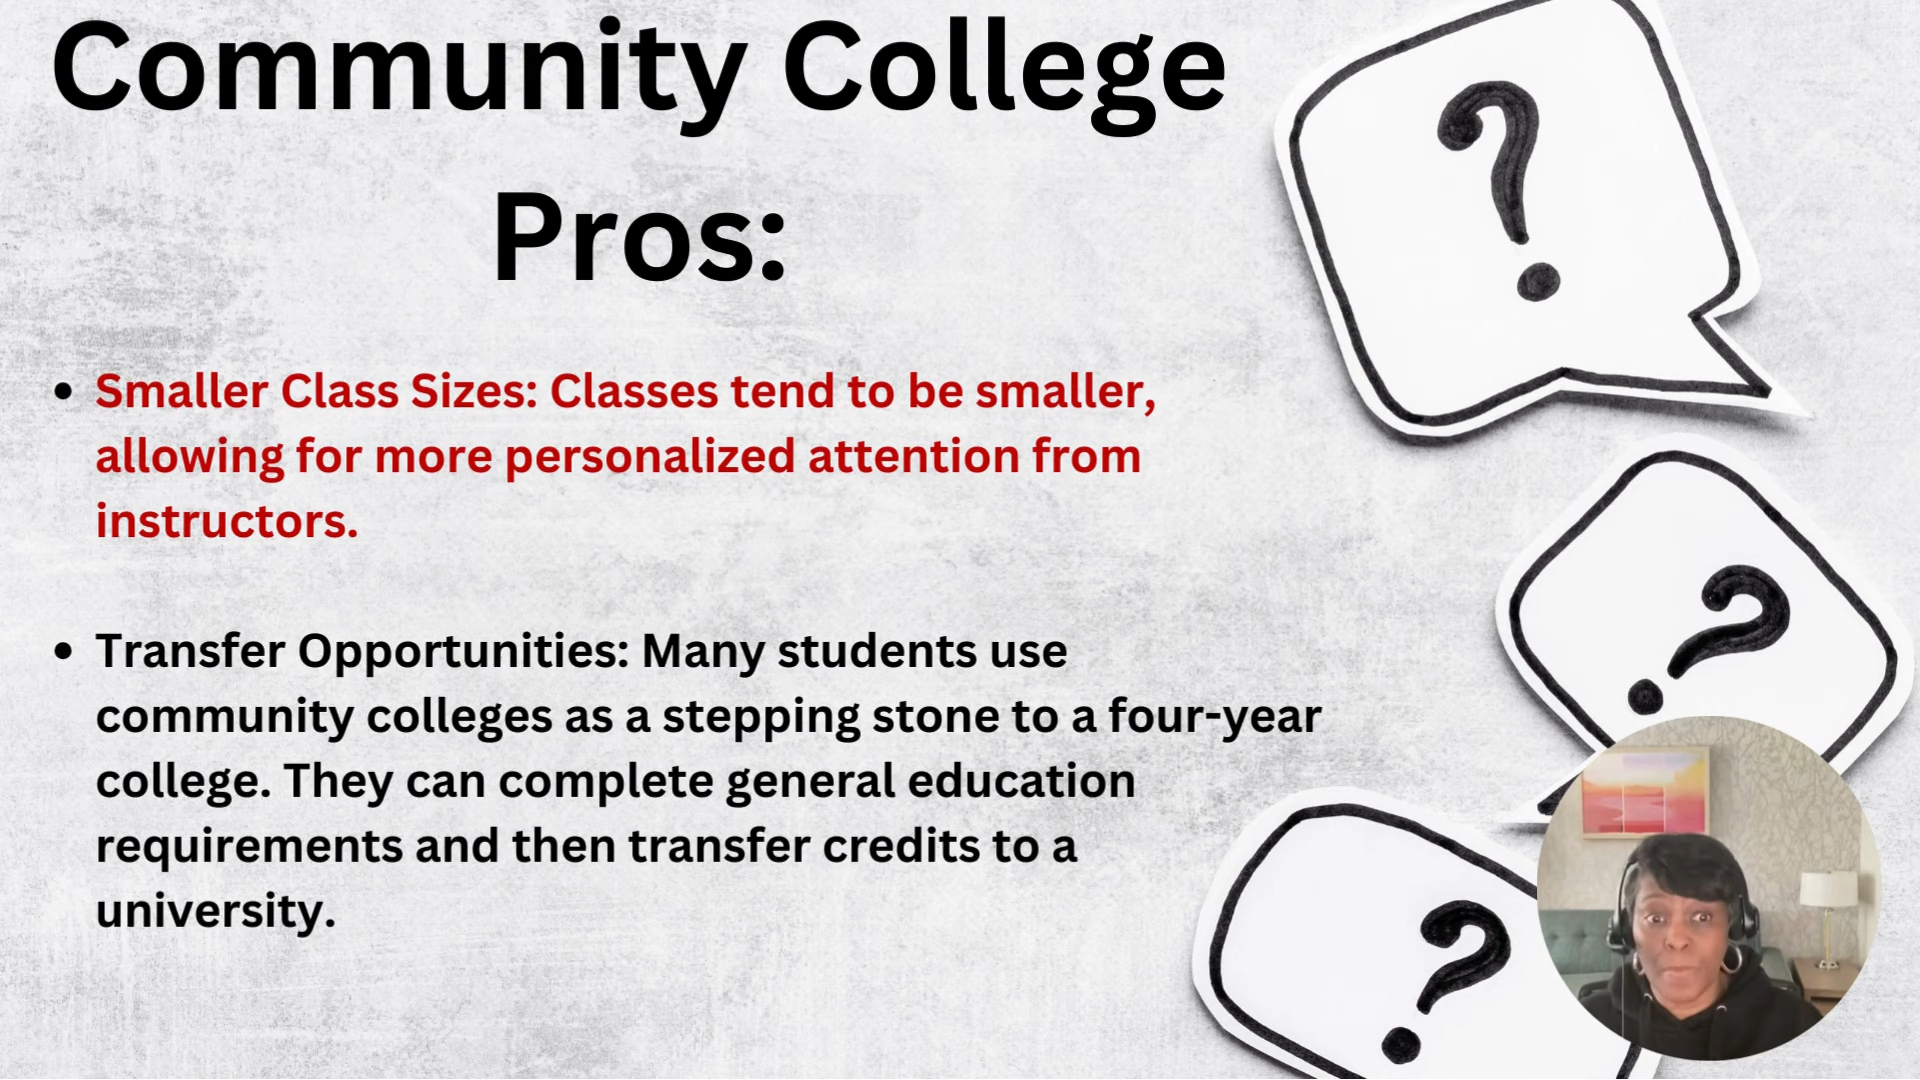 Community College
Pros:
• Smaller Class Sizes: Classes tend to be smaller,
allowing for more personalized attention from
instructors.
• Transfer Opportunities: Many students use
community colleges as a stepping stone to a four-year
college. They can complete general education
requirements and then transfer credits to a
university.
?
?
?